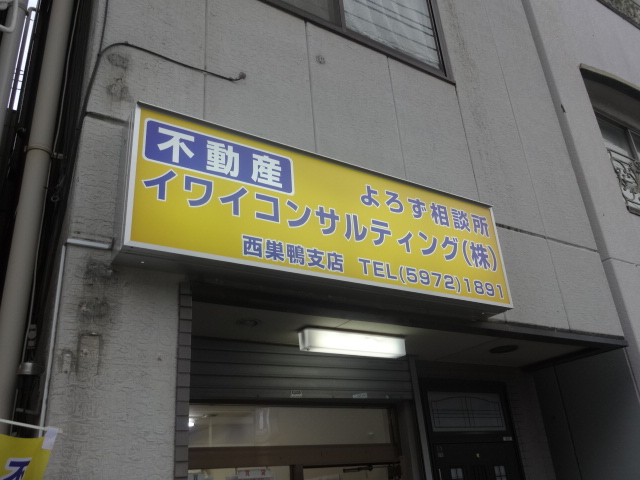 不動産
よろず相談所
イワイコンサルティング(株)
西巣鴨支店 TEL(5972)1891
不